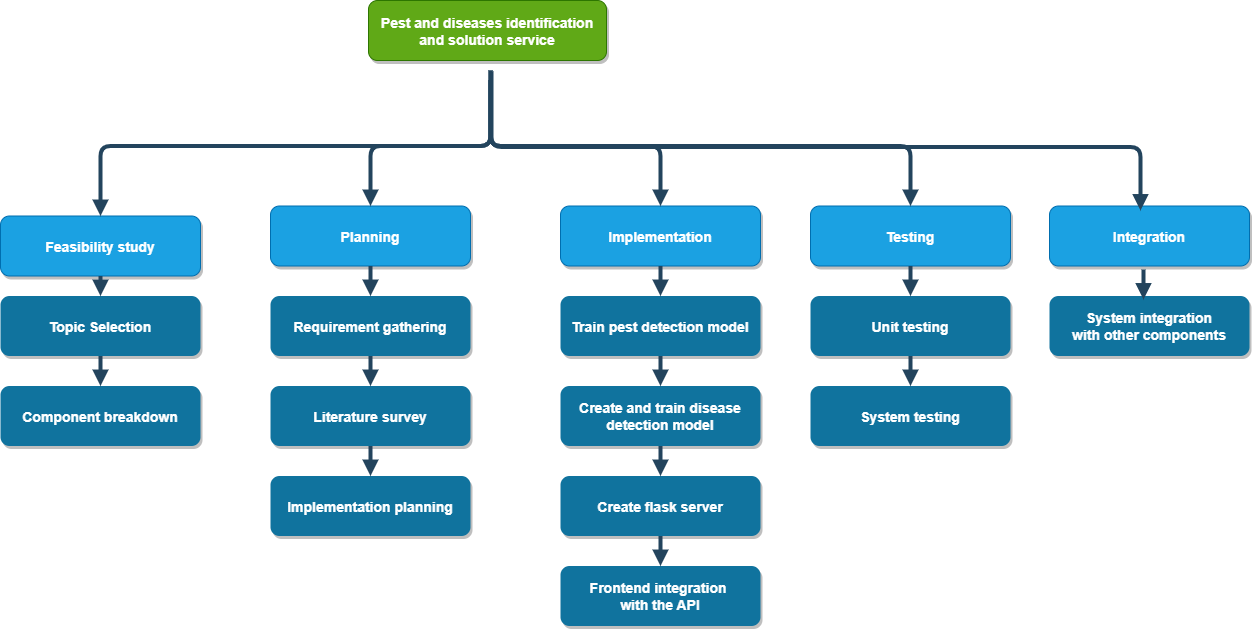 Pest and diseases identification
and solution service
Feasibility study
Planning
Implementation
Testing
Integration
Topic Selection
Requirement gathering
Train pest detection model
Unit testing
System integration
with other components
Component breakdown
Literature survey
Create and train disease
detection model
System testing
Implementation planning
Create flask server
Frontend integration
with the API